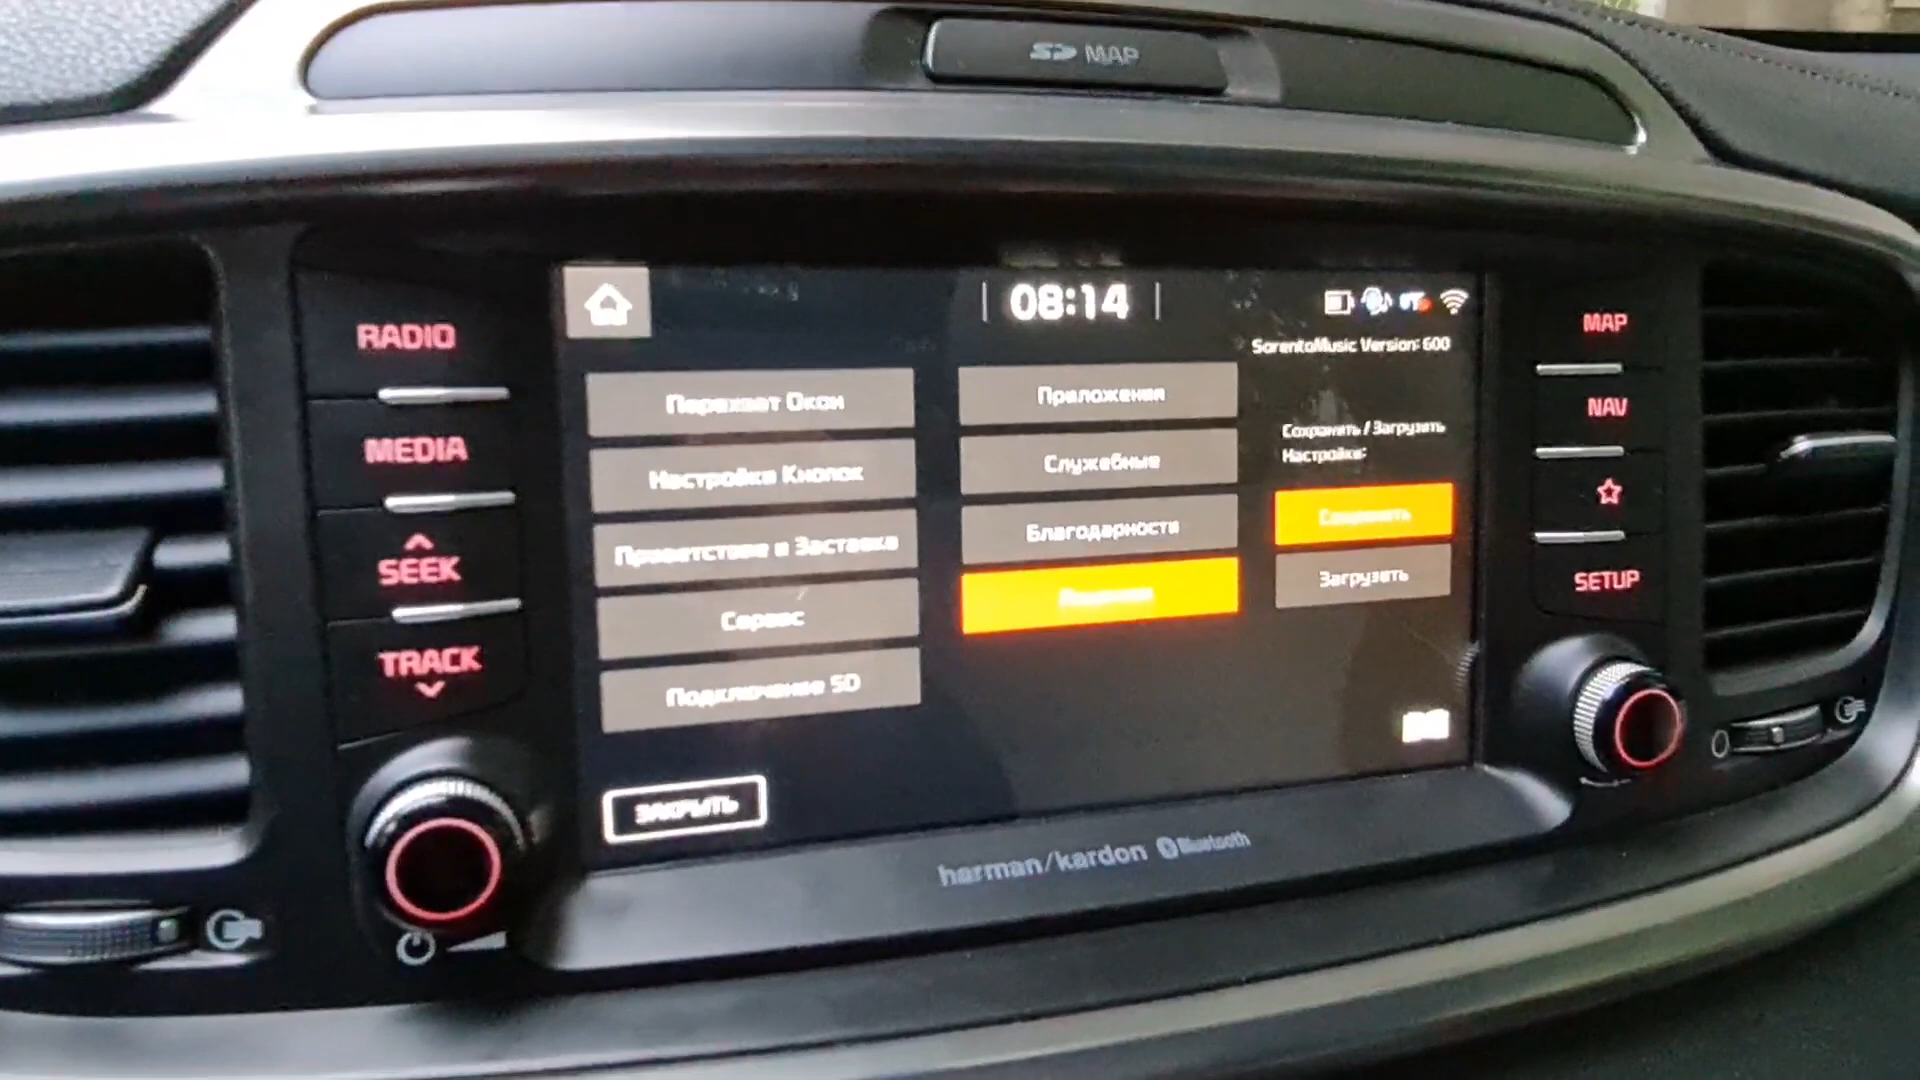 SD MAP
RADIO
MEDIA
SEEK
TRACK
08:14
SorentoMusic Version: 600
Перехват Окон
Настройка Кнопок
Приветствие и Заставка
Сервис
Подключение SD
ЗАКРЫТЬ
Приложения
Служебные
Благодарности
Сохранить / Загрузить
Настройки:
Сохранить
Загрузить
MAP
NAV
SETUP
harman/kardon Bluetooth